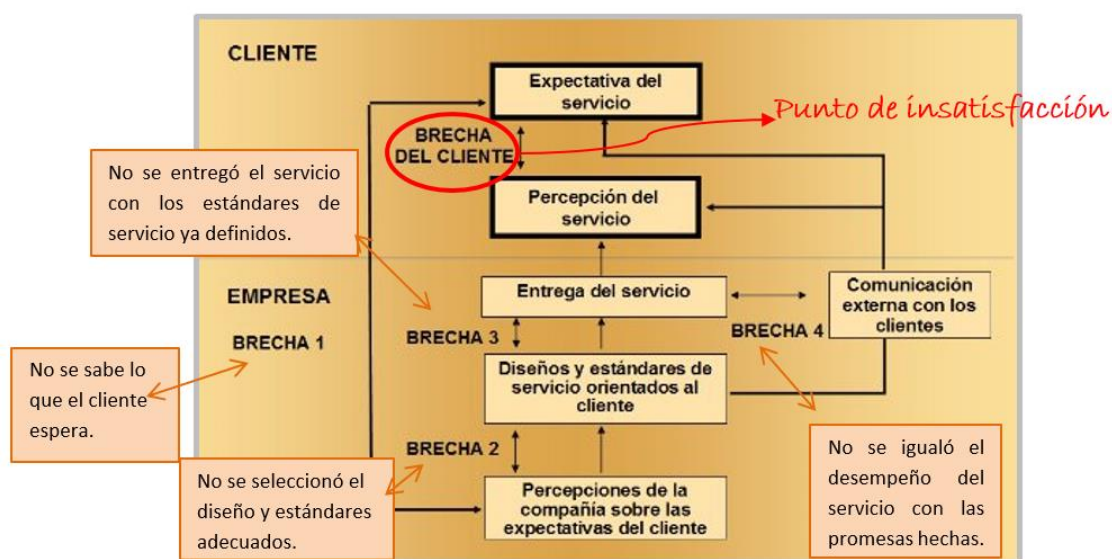 CLIENTE
Expectativa del
servicio
Punto de insatisfacción
BRECHA
DEL CLIENTE
No se entregó el servicio
con los estándares de
servicio ya definidos.
Percepción del
servicio
EMPRESA
Entrega del servicio
Comunicación
externa con los
clientes
BRECHA 1
BRECHA 3
BRECHA 4
No se sabe lo
que el cliente
espera.
Diseños y estándares de
servicio orientados al
cliente
BRECHA 2
No se seleccionó el
diseño y estándares
adecuados.
Percepciones de la
compañía sobre las
expectativas del cliente
No se igualó el
desempeño del
servicio con las
promesas hechas.